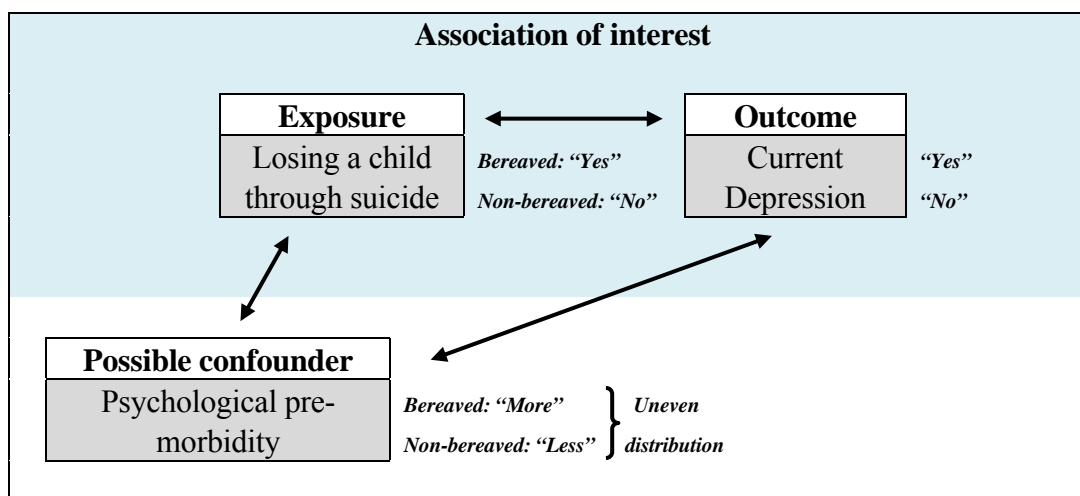 Association of interest
Exposure
Losing a child
through suicide
Bereaved: “Yes”
Non-bereaved: “No”
Outcome
Current
Depression
“Yes”
“No”
Possible confounder
Psychological pre-
morbidity
Bereaved: “More”
Non-bereaved: “Less”
Uneven
distribution